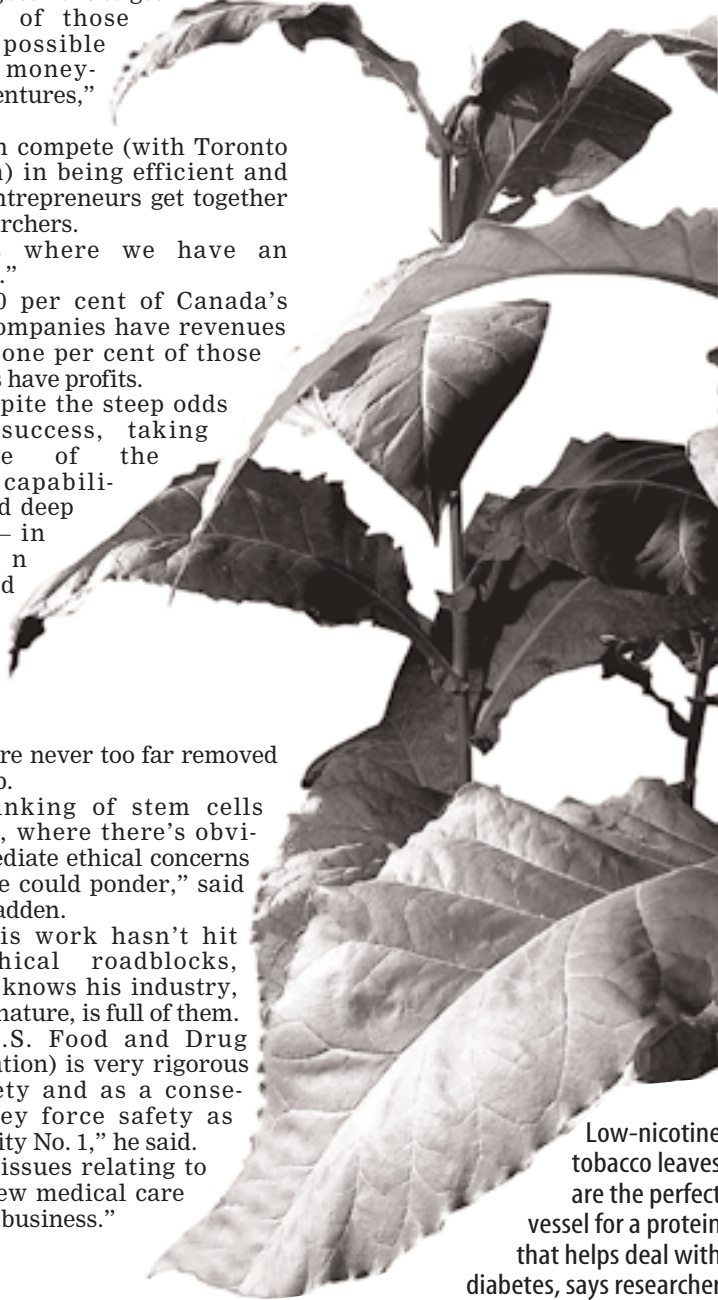 of those
possible
money-
entures,”
compete (with Toronto
) in being efficient and
ntrepreneurs get together
rchers.
where we have an
.”
0 per cent of Canada’s
ompanies have revenues
one per cent of those
s have profits.
pite the steep odds
success, taking
e of the
capabili-
d deep
– in
n
d
re never too far removed
o.
nking of stem cells
, where there’s obvi-
ediate ethical concerns
e could ponder,” said
adden.
is work hasn’t hit
hical roadblocks,
knows his industry,
nature, is full of them.
.S. Food and Drug
ation) is very rigorous
ety and as a conse-
ey force safety as
ity No. 1,” he said.
issues relating to
ew medical care
business.”
Low-nicotine
tobacco leaves
are the perfect
vessel for a protein
that helps deal with
diabetes, says researcher